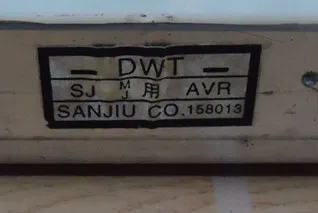 — DWT —
SJ M/J 用 AVR
SANJIU CO. 158013